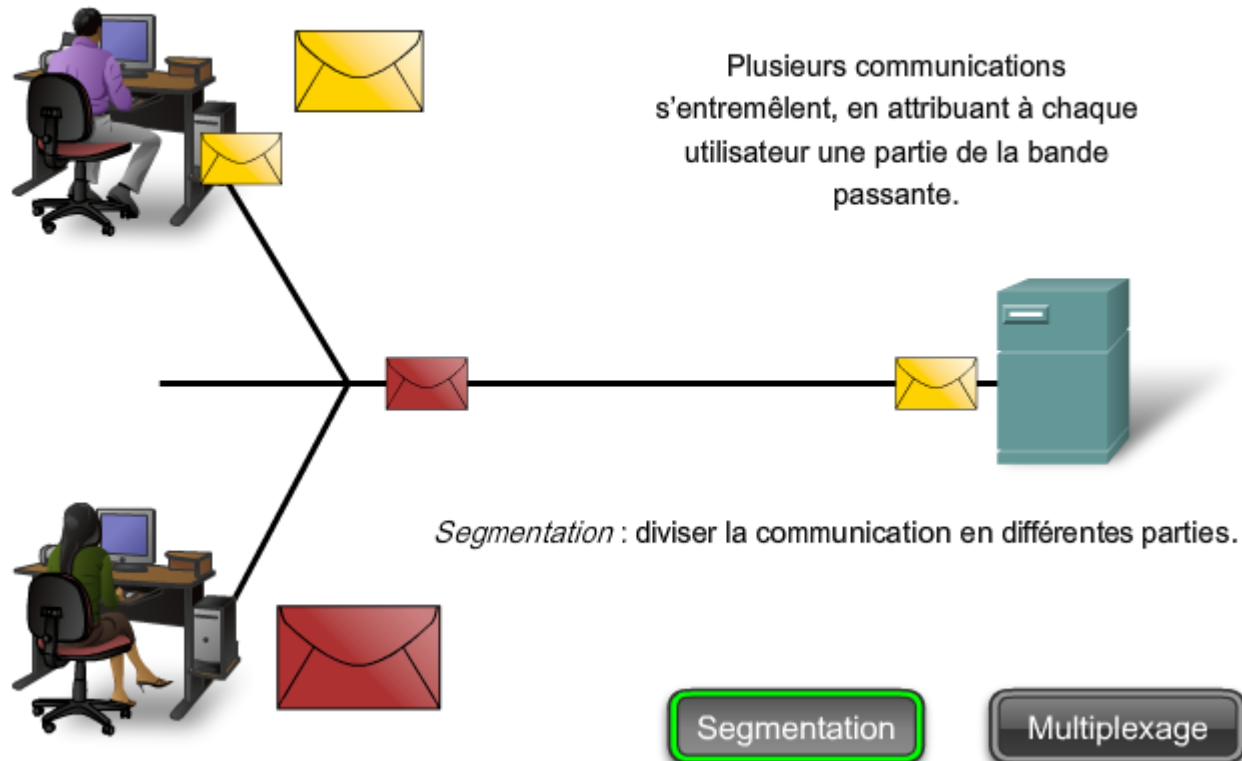 Plusieurs communications
s’entremêlent, en attribuant à chaque
utilisateur une partie de la bande
passante.
Segmentation : diviser la communication en différentes parties.
Segmentation
Multiplexage